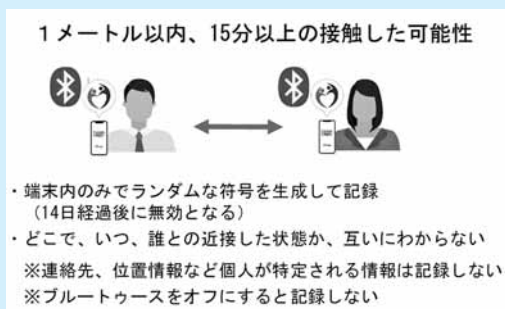 1メートル以内、15分以上の接触した可能性
・端末内のみでランダムな符号を生成して記録
(14日経過後に無効となる)
・どこで、いつ、誰との近接した状態か、互いにわからない
※連絡先、位置情報など個人が特定される情報は記録しない
※ブルートゥースをオフにすると記録しない